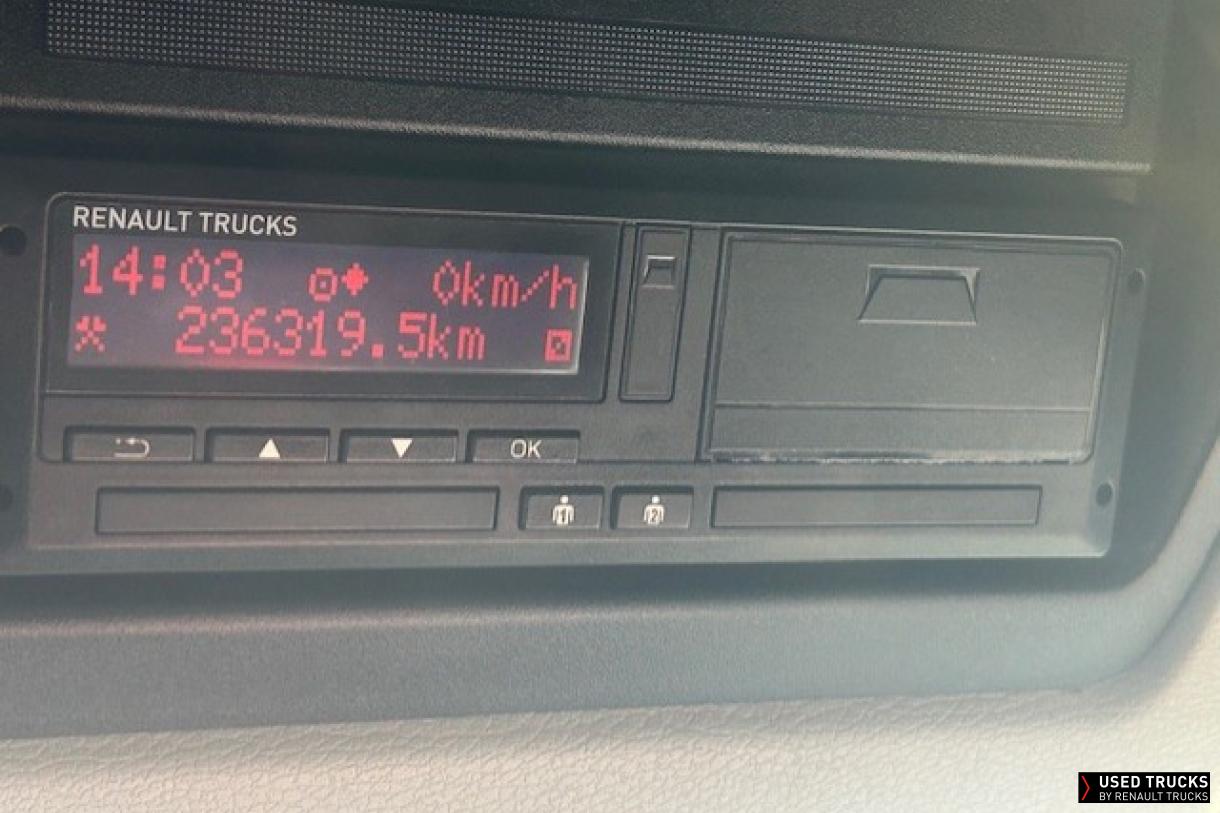 RENAULT TRUCKS
14:03 0km/h
236319.5km
OK
1 2
USED TRUCKS
BY RENAULT TRUCKS